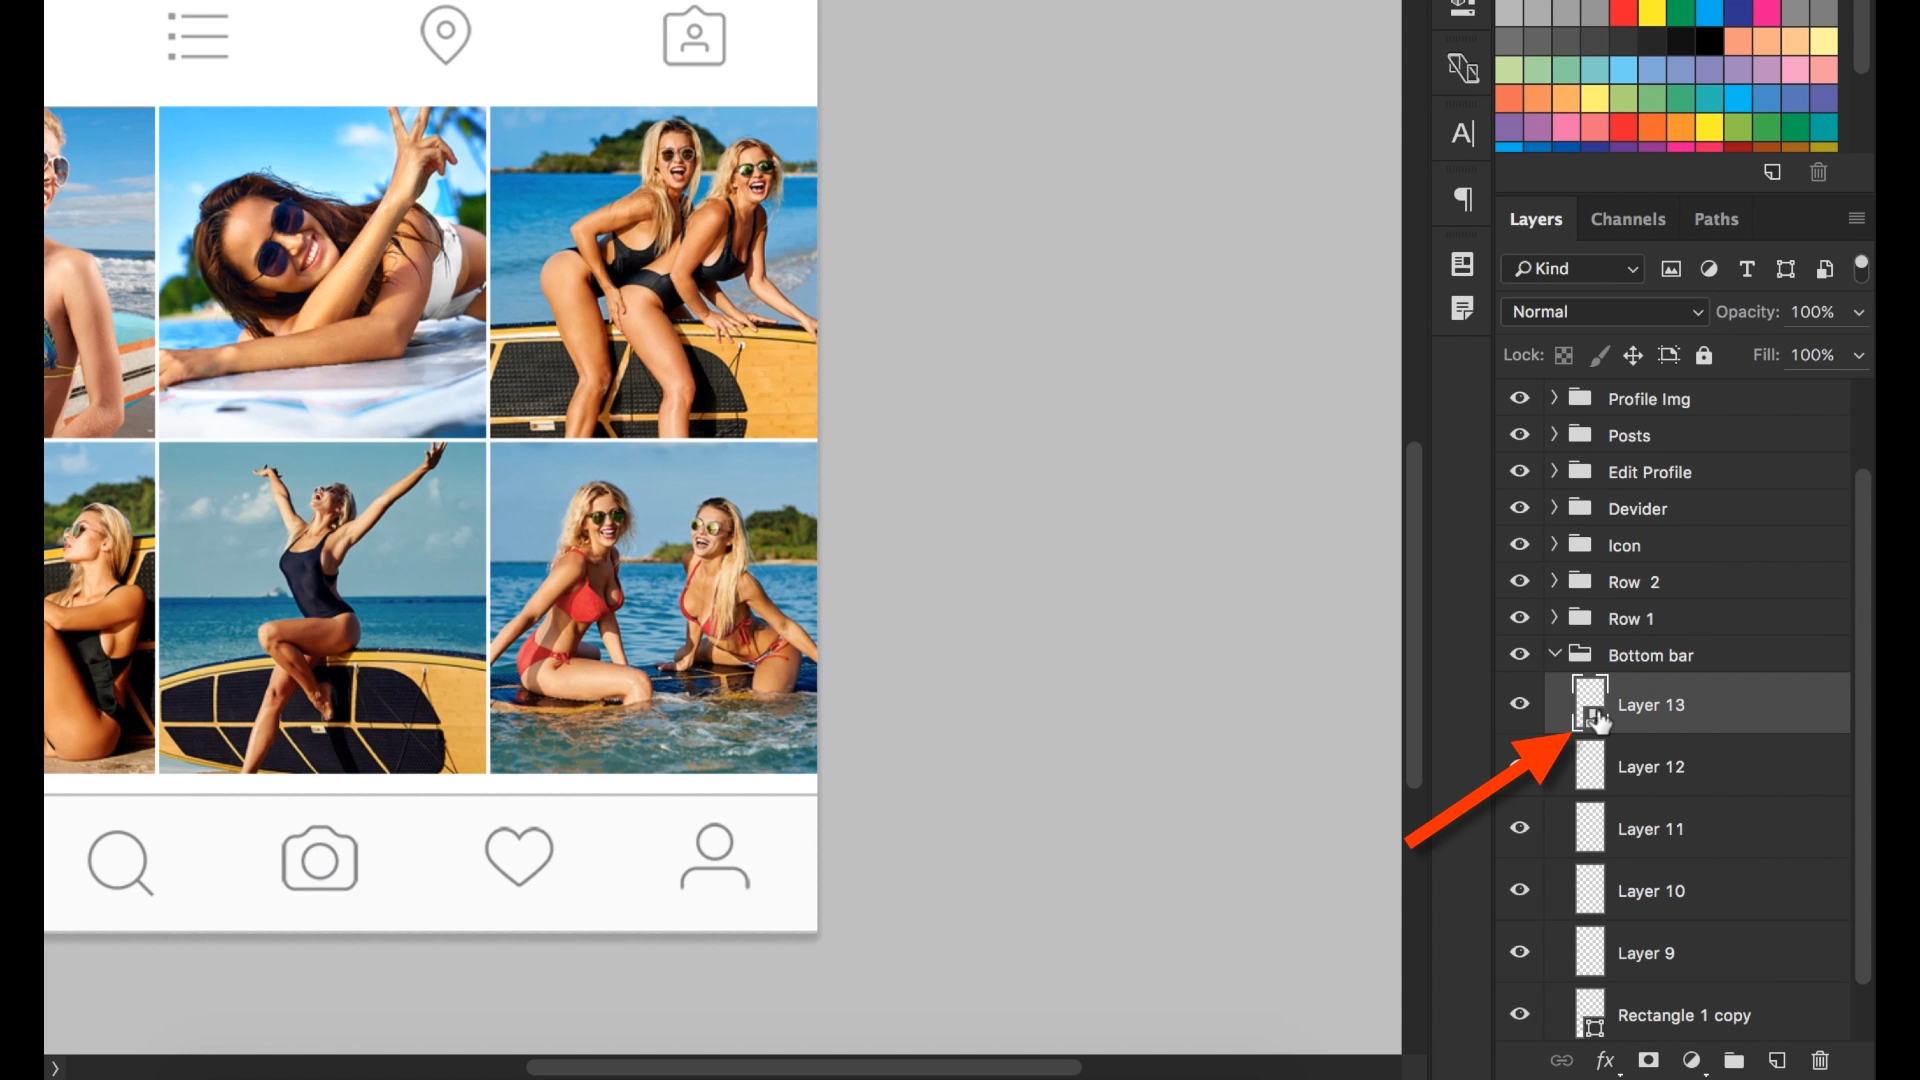 A|
Layers Channels Paths
Kind
Normal Opacity: 100%
Lock: Fill: 100%
Profile Img
Posts
Edit Profile
Devider
Icon
Row 2
Row 1
Bottom bar
Layer 13
Layer 12
Layer 11
Layer 10
Layer 9
Rectangle 1 copy
fx